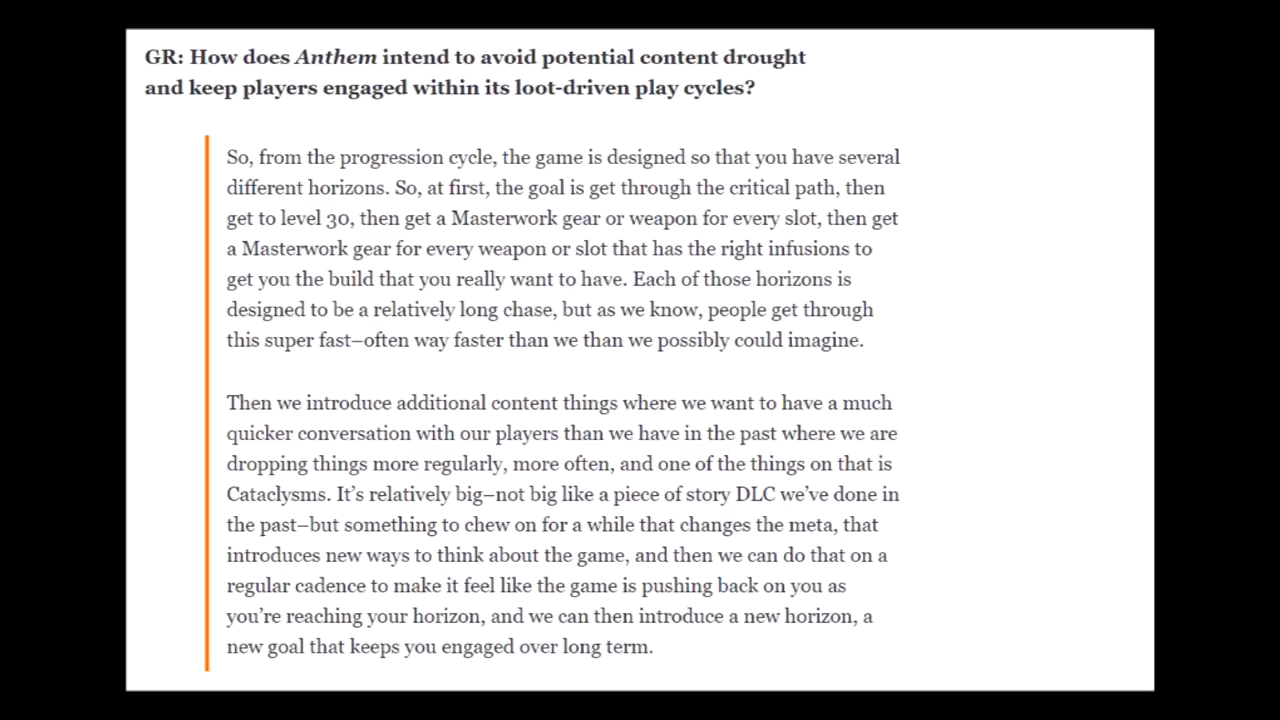 GR: How does Anthem intend to avoid potential content drought
and keep players engaged within its loot-driven play cycles?
So, from the progression cycle, the game is designed so that you have several
different horizons. So, at first, the goal is get through the critical path, then
get to level 30, then get a Masterwork gear or weapon for every slot, then get
a Masterwork gear for every weapon or slot that has the right infusions to
get you the build that you really want to have. Each of those horizons is
designed to be a relatively long chase, but as we know, people get through
this super fast–often way faster than we than we possibly could imagine.
Then we introduce additional content things where we want to have a much
quicker conversation with our players than we have in the past where we are
dropping things more regularly, more often, and one of the things on that is
Cataclysms. It’s relatively big–not big like a piece of story DLC we’ve done in
the past–but something to chew on for a while that changes the meta, that
introduces new ways to think about the game, and then we can do that on a
regular cadence to make it feel like the game is pushing back on you as
you’re reaching your horizon, and we can then introduce a new horizon, a
new goal that keeps you engaged over long term.